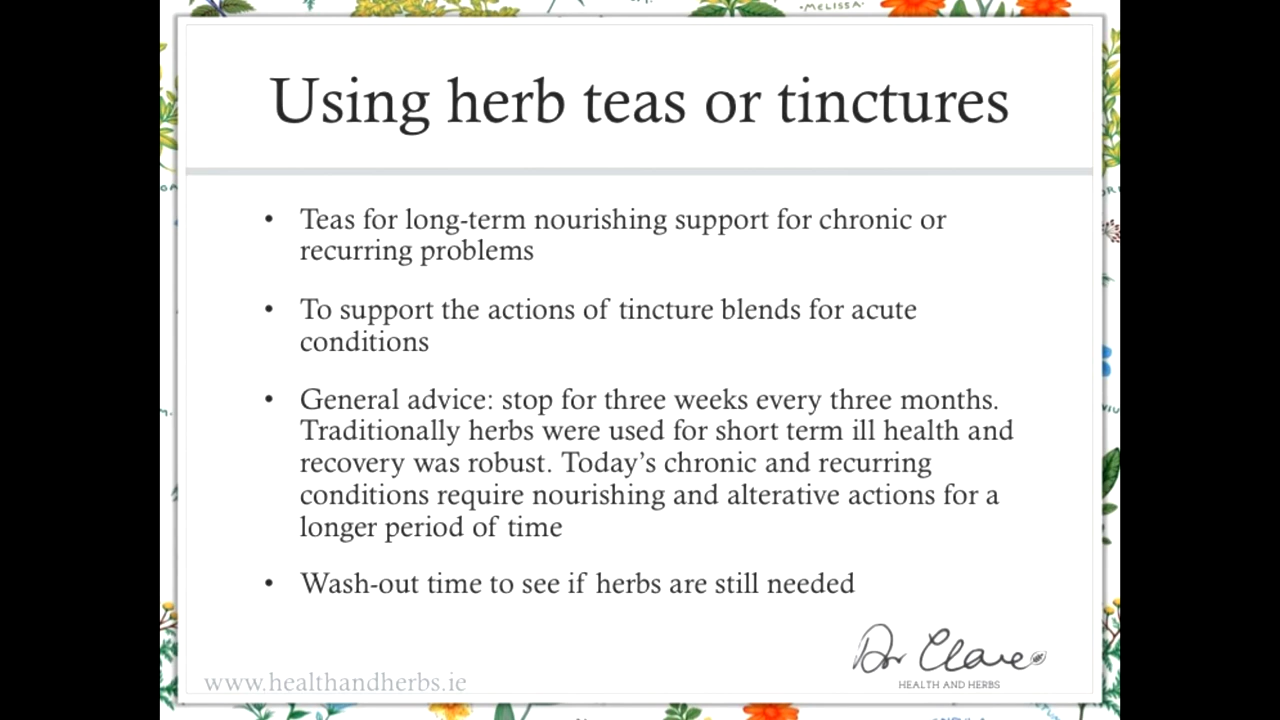 ·MELISSA·
Using herb teas or tinctures
• Teas for long-term nourishing support for chronic or
recurring problems
• To support the actions of tincture blends for acute
conditions
• General advice: stop for three weeks every three months.
Traditionally herbs were used for short term ill health and
recovery was robust. Today’s chronic and recurring
conditions require nourishing and alterative actions for a
longer period of time
• Wash-out time to see if herbs are still needed
Dr Clare
HEALTH AND HERBS
www.healthandherbs.ie